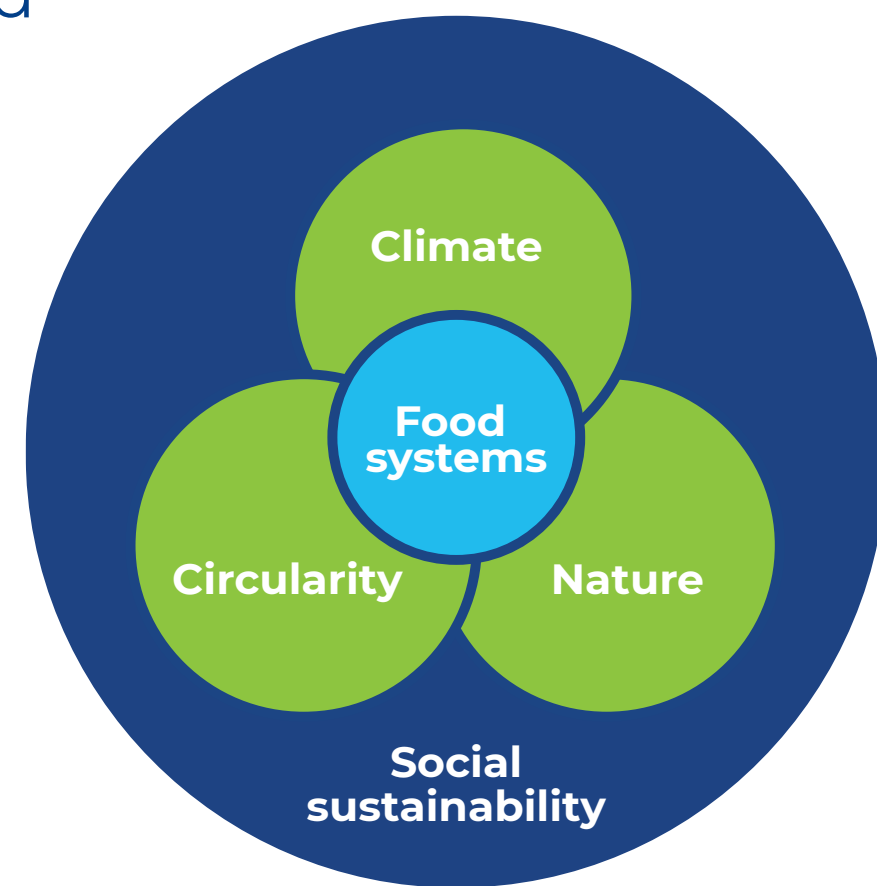 Climate
Food
systems
Circularity
Nature
Social
sustainability